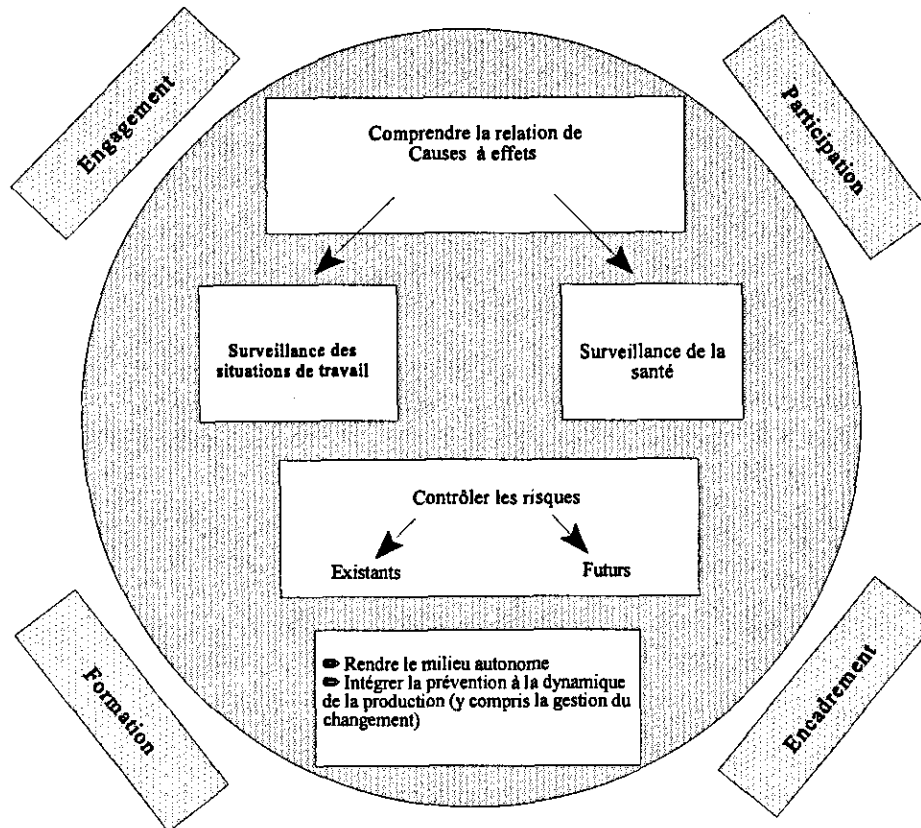 Engagement
Participation
Comprendre la relation de
Causes à effets
Surveillance des
situations de travail
Surveillance de la
santé
Contrôler les risques
Existants
Futurs
Rendre le milieu autonome
Intégrer la prévention à la dynamique
de la production (y compris la gestion du
changement)
Formation
Encadrement